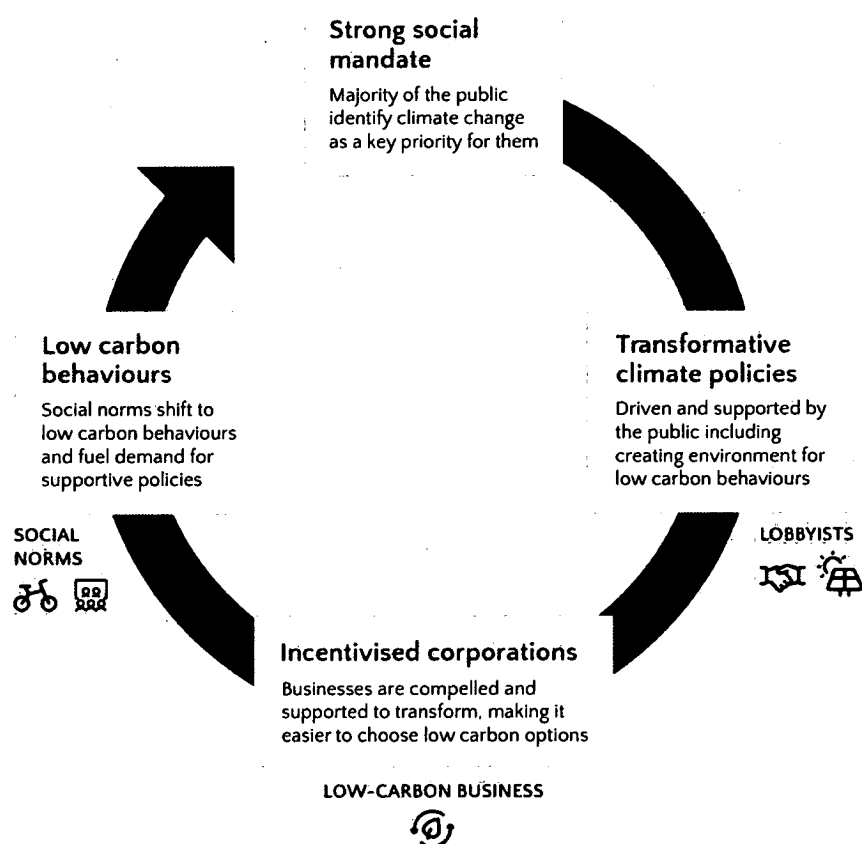 Strong social
mandate
Majority of the public
identify climate change
as a key priority for them
Low carbon
behaviours
Social norms shift to
low carbon behaviours
and fuel demand for
supportive policies
Transformative
climate policies
Driven and supported by
the public including
creating environment for
low carbon behaviours
SOCIAL
NORMS
LOBBYISTS
Incentivised corporations
Businesses are compelled and
supported to transform, making it
easier to choose low carbon options
LOW-CARBON BUSINESS